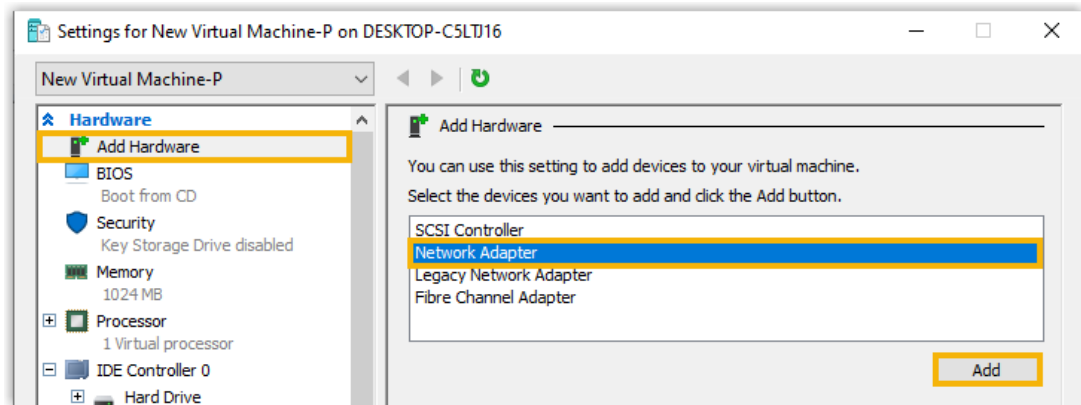 Settings for New Virtual Machine-P on DESKTOP-C5LTJ16
New Virtual Machine-P
Hardware
Add Hardware
BIOS
Boot from CD
Security
Key Storage Drive disabled
Memory
1024 MB
Processor
1 Virtual processor
IDE Controller 0
Hard Drive
Add Hardware
You can use this setting to add devices to your virtual machine.
Select the devices you want to add and click the Add button.
SCSI Controller
Network Adapter
Legacy Network Adapter
Fibre Channel Adapter
Add